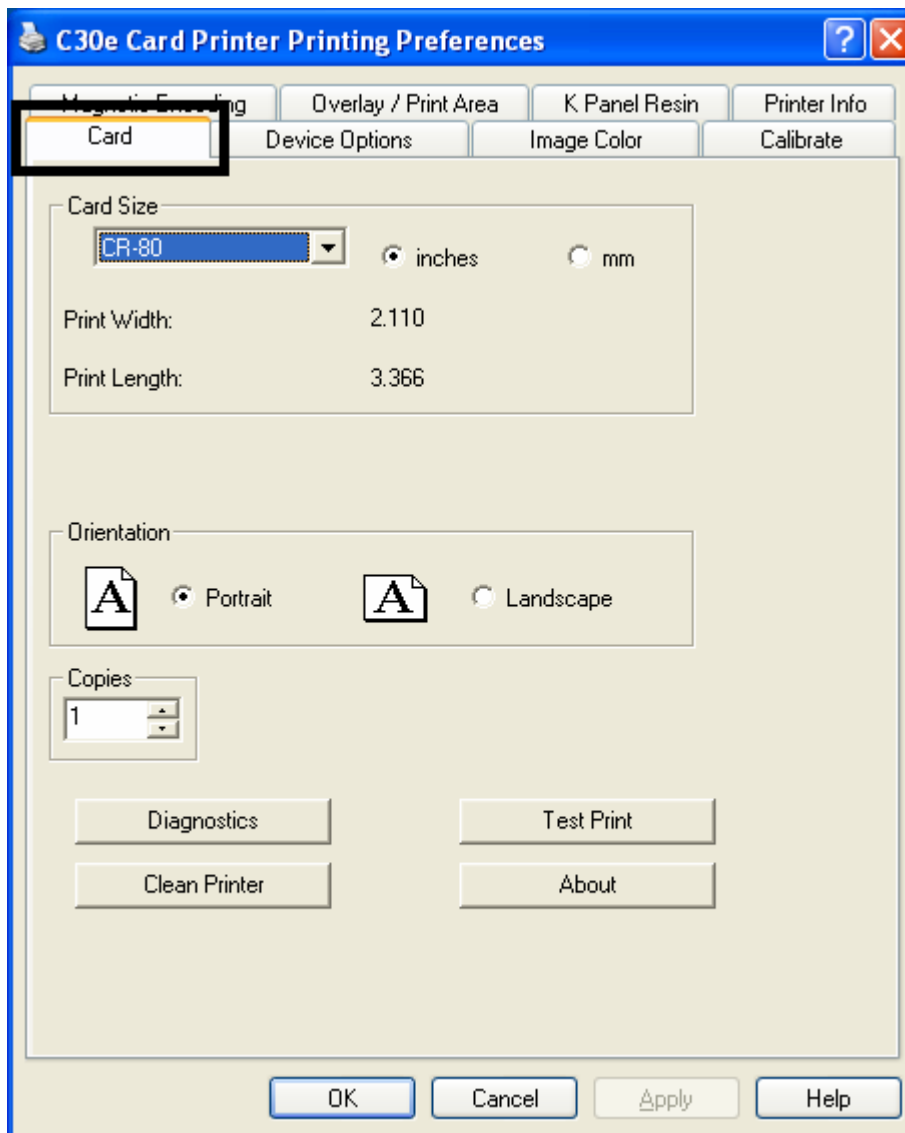 C30e Card Printer Printing Preferences
Magnetic Encoding Overlay / Print Area K Panel Resin Printer Info
Card Device Options Image Color Calibrate
Card Size
CR-80 inches mm
Print Width: 2.110
Print Length: 3.366
Orientation
A Portrait A Landscape
Copies
1
Diagnostics Test Print
Clean Printer About
OK Cancel Apply Help